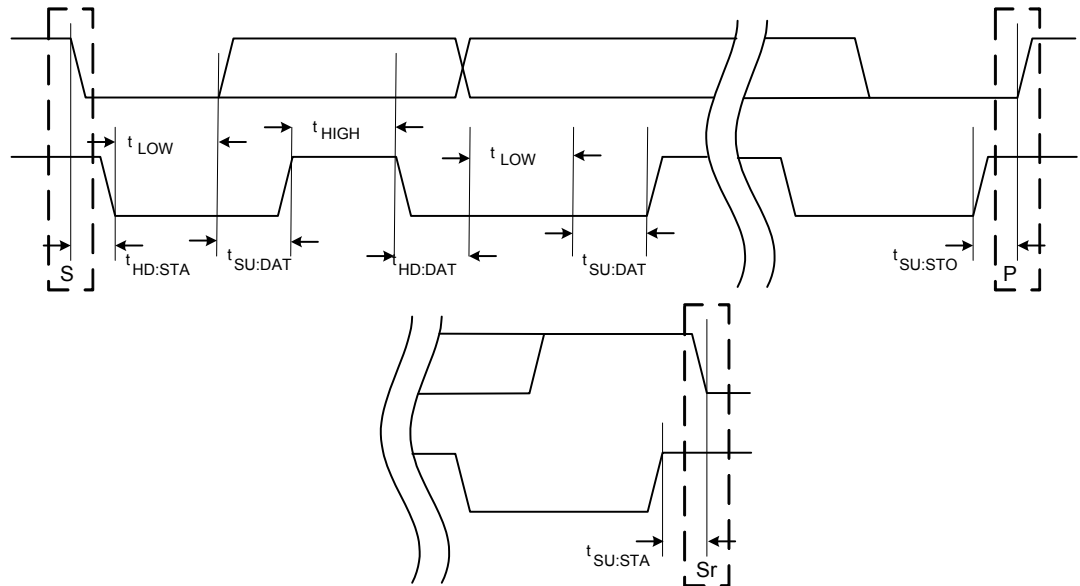 t HIGH
t LOW
t LOW
t HD:STA
t SU:DAT
t HD:DAT
t SU:DAT
t SU:STO
S
P
t SU:STA
Sr